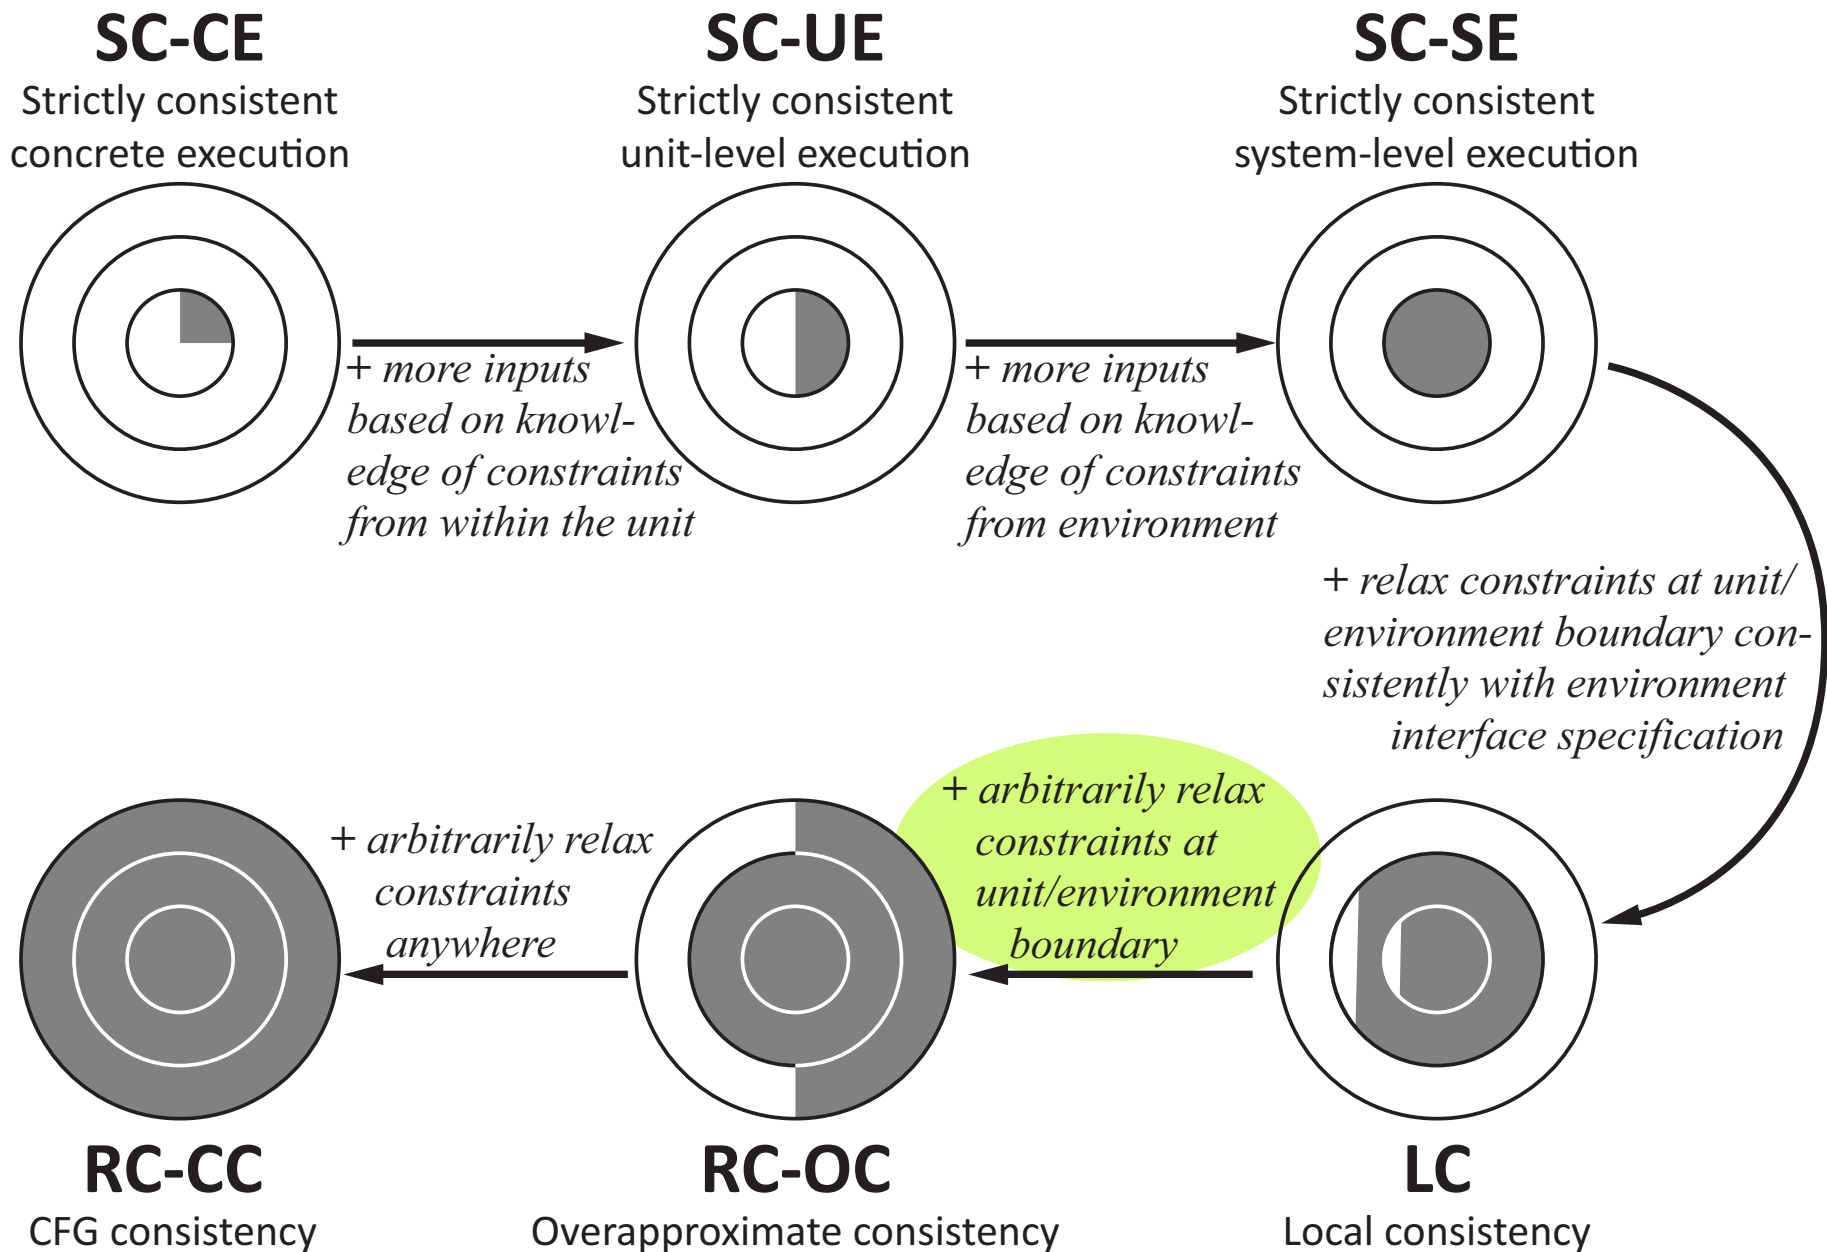 SC-CE
Strictly consistent
concrete execution
SC-UE
Strictly consistent
unit-level execution
SC-SE
Strictly consistent
system-level execution
+ more inputs
based on knowl-
edge of constraints
from within the unit
+ more inputs
based on knowl-
edge of constraints
from environment
+ relax constraints at unit/
environment boundary con-
sistently with environment
interface specification
+ arbitrarily relax
constraints at
unit/environment
boundary
+ arbitrarily relax
constraints
anywhere
RC-CC
CFG consistency
RC-OC
Overapproximate consistency
LC
Local consistency